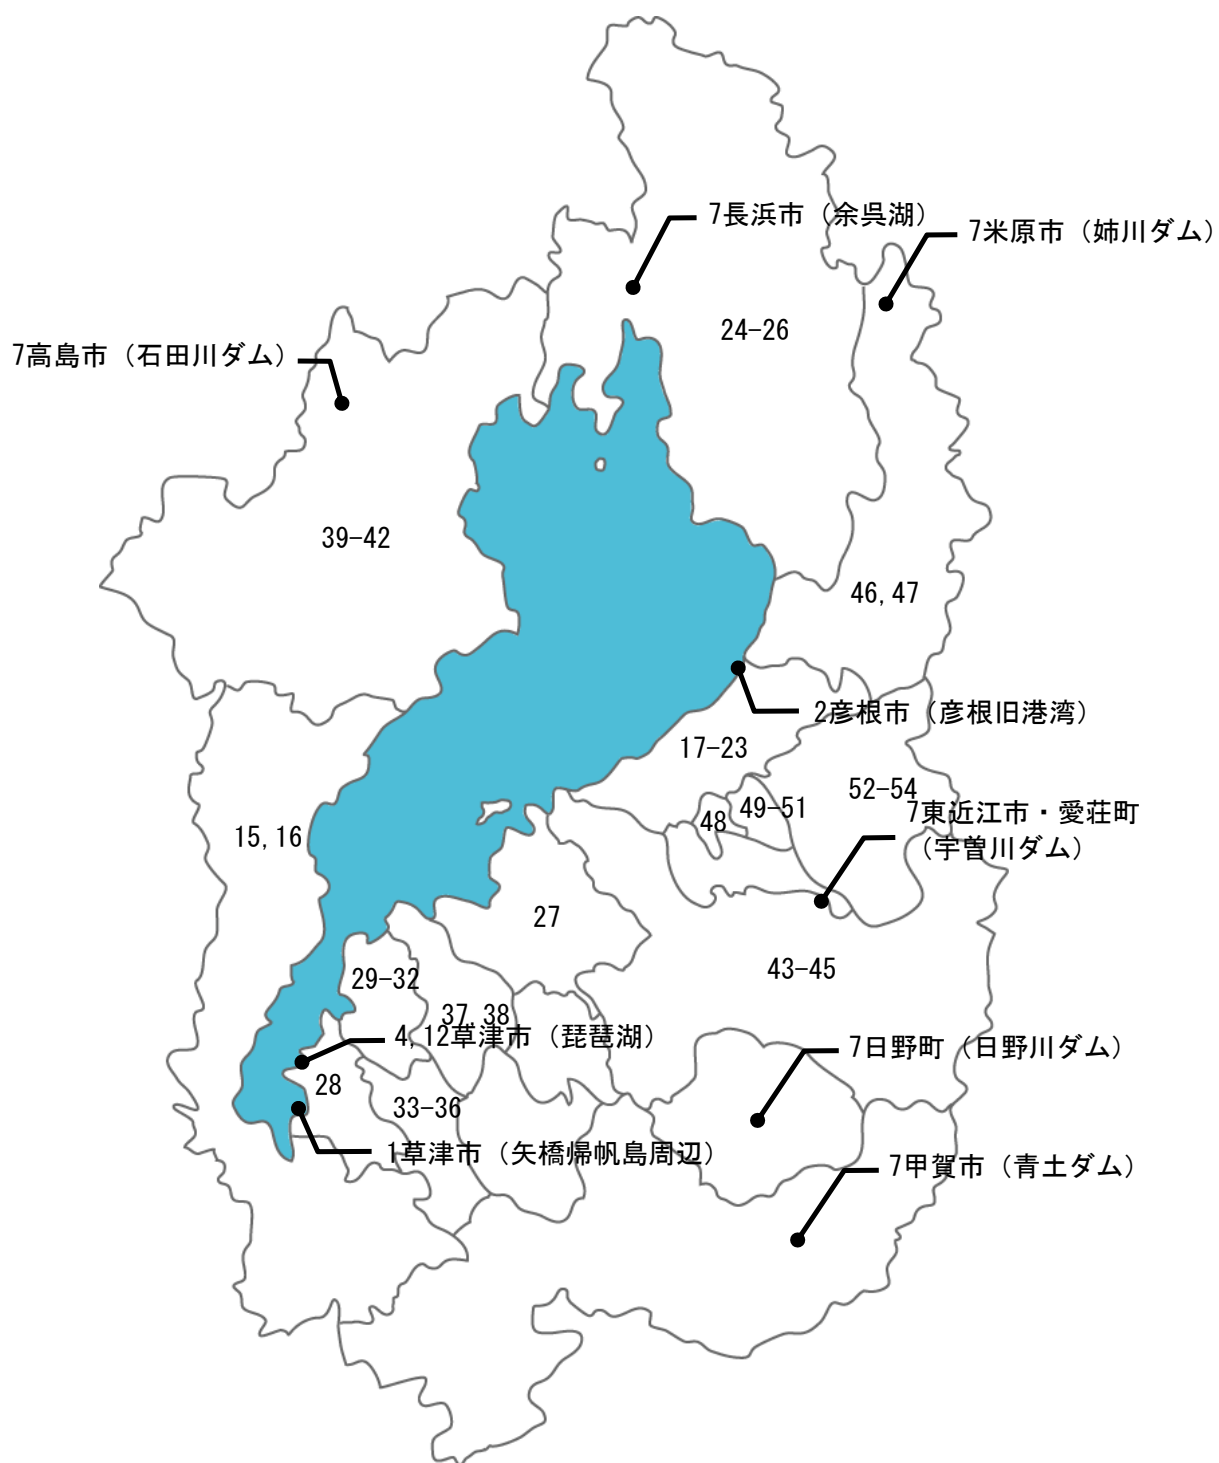 7長浜市（余呉湖）
7米原市（姉川ダム）
24-26
7高島市（石田川ダム）
39-42
46,47
2彦根市（彦根旧港湾）
17-23
52-54
49-51
48
7東近江市・愛荘町
（宇曽川ダム）
15,16
27
43-45
29-32
37,38
4,12草津市（琵琶湖）
7日野町（日野川ダム）
28
33-36
1草津市（矢橋帰帆島周辺）
7甲賀市（青土ダム）